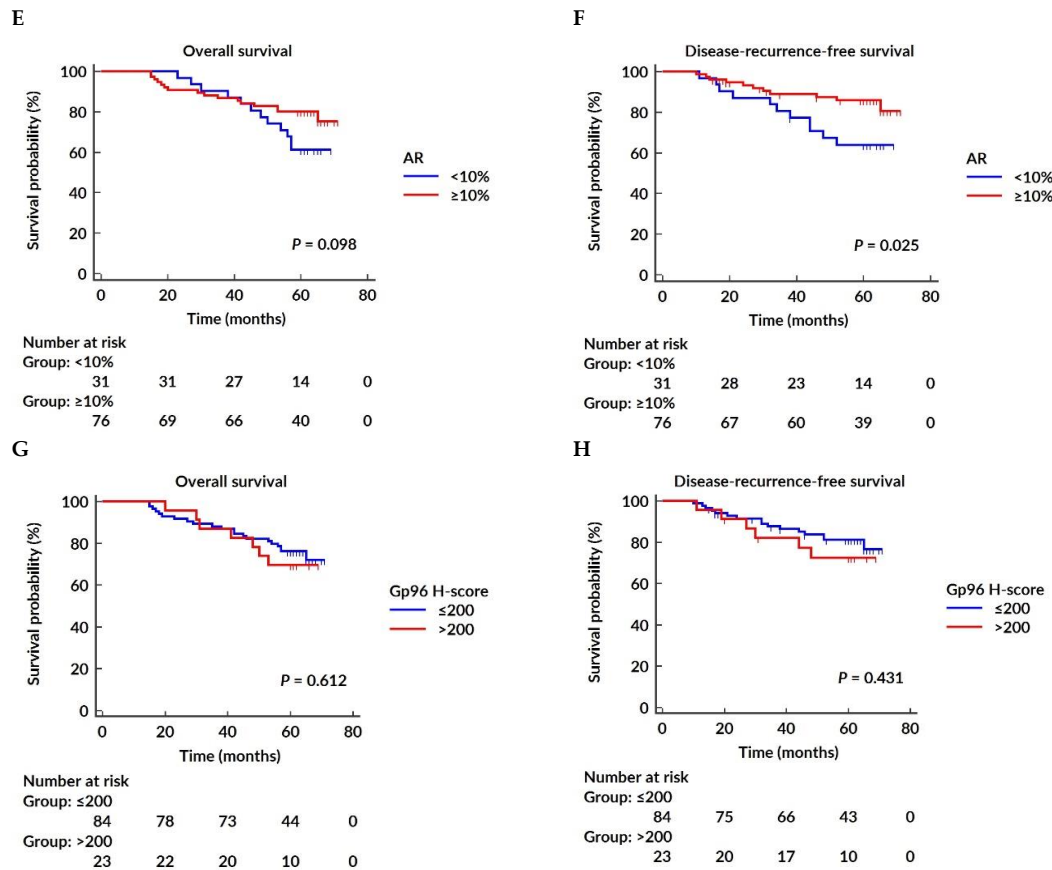 E
Overall survival
Survival probability (%)
100
80
60
40
20
0
0 20 40 60 80
Time (months)
AR
<10%
≥10%
P = 0.098
Number at risk
Group: <10%
31 31 27 14 0
Group: ≥10%
76 69 66 40 0
F
Disease-recurrence-free survival
Survival probability (%)
100
80
60
40
20
0
0 20 40 60 80
Time (months)
AR
<10%
≥10%
P = 0.025
Number at risk
Group: <10%
31 28 23 14 0
Group: ≥10%
76 67 60 39 0
G
Overall survival
Survival probability (%)
100
80
60
40
20
0
0 20 40 60 80
Time (months)
Gp96 H-score
≤200
>200
P = 0.612
Number at risk
Group: ≤200
84 78 73 44 0
Group: >200
23 22 20 10 0
H
Disease-recurrence-free survival
Survival probability (%)
100
80
60
40
20
0
0 20 40 60 80
Time (months)
Gp96 H-score
≤200
>200
P = 0.431
Number at risk
Group: ≤200
84 75 66 43 0
Group: >200
23 20 17 10 0